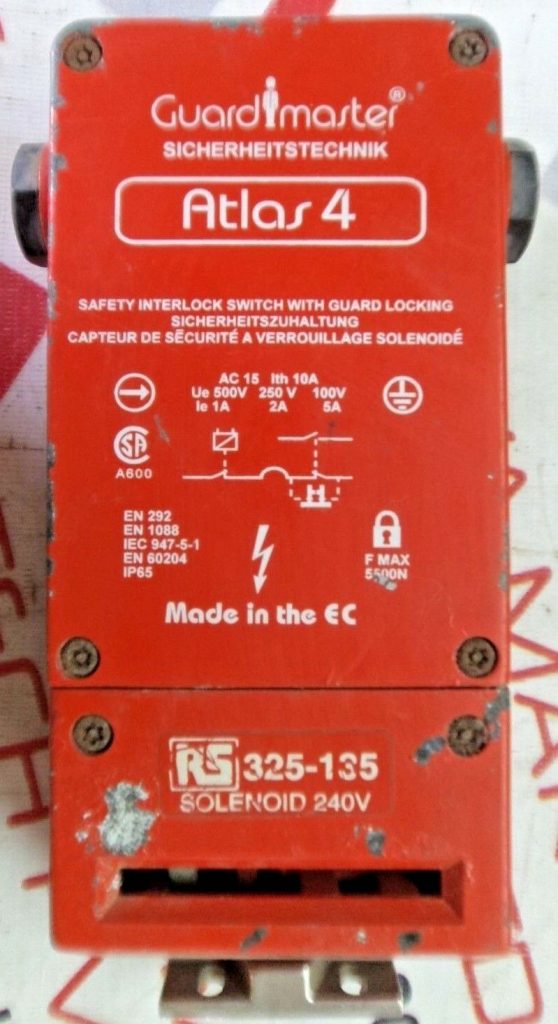 Guardmaster®
SICHERHEITSTECHNIK
Atlas 4
SAFETY INTERLOCK SWITCH WITH GUARD LOCKING
SICHERHEITSZUHALTUNG
CAPTEUR DE SÉCURITÉ A VERROUILLAGE SOLENOIDÉ
AC 15 Ith 10A
Ue 500V 250 V 100V
Ie 1A 2A 5A
SA
A600
EN 292
EN 1088
IEC 947-5-1
EN 60204
IP65
F MAX
5500N
Made in the EC
RS 325-135
SOLENOID 240V